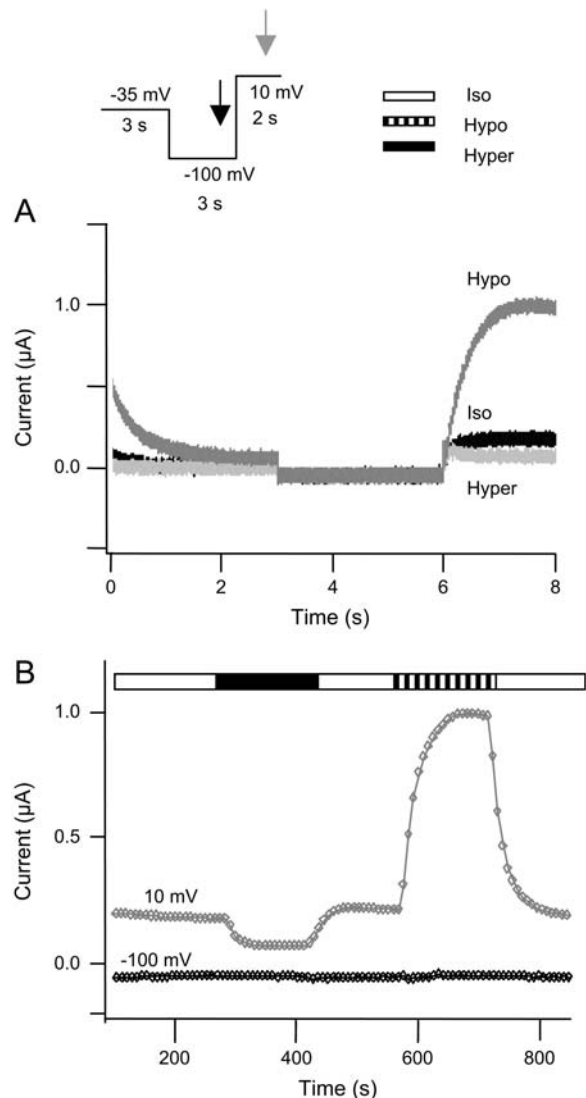 -35 mV
3 s
-100 mV
3 s
10 mV
2 s
Iso
Hypo
Hyper
A
Current (µA)
1.0
0.0
Hypo
Iso
Hyper
0 2 4 6 8
Time (s)
B
Current (µA)
1.0
0.5
0.0
10 mV
-100 mV
200 400 600 800
Time (s)